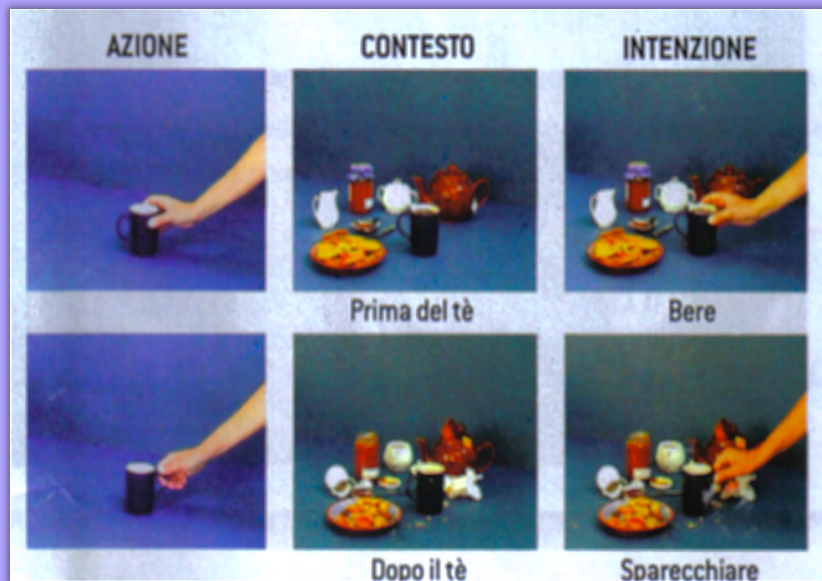 AZIONE CONTESTO INTENZIONE
Prima del tè Bere
Dopo il tè Sparecchiare